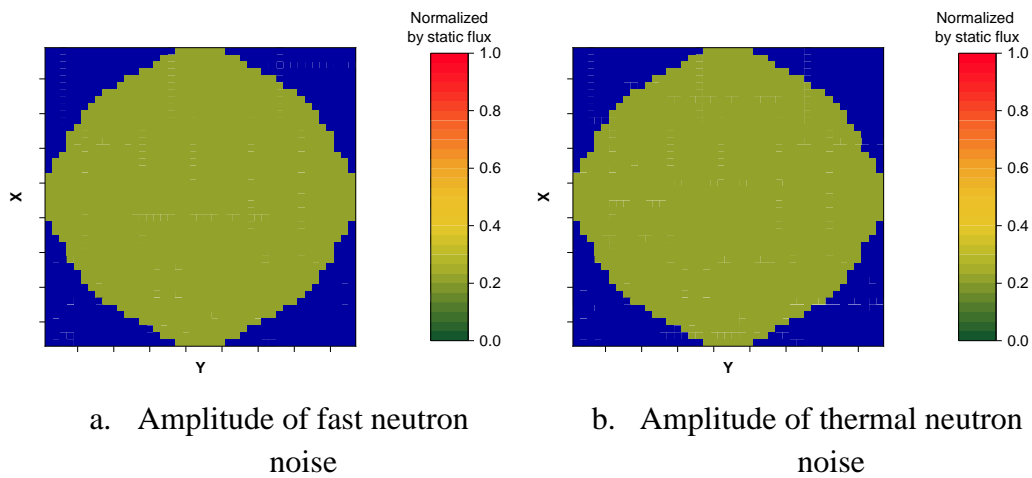 Normalized
by static flux
1.0
0.8
0.6
0.4
0.2
0.0
X
Y
a. Amplitude of fast neutron
noise
Normalized
by static flux
1.0
0.8
0.6
0.4
0.2
0.0
X
Y
b. Amplitude of thermal neutron
noise